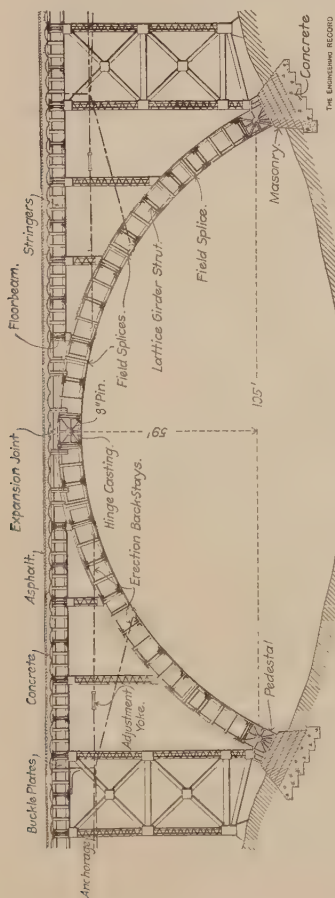 Buckle Plates,
Concrete,
Asphalt,
Expansion Joint
Floorbeam.
Stringers,
Anchorage
Adjustment
Yoke.
Erection Back-Stays.
Hinge Casting.
9" Pin.
59'
Field Splices.
Lattice Girder Strut.
Field Splice.
125'
Pedestal
Masonry
Concrete
THE ENGINEERING RECORD